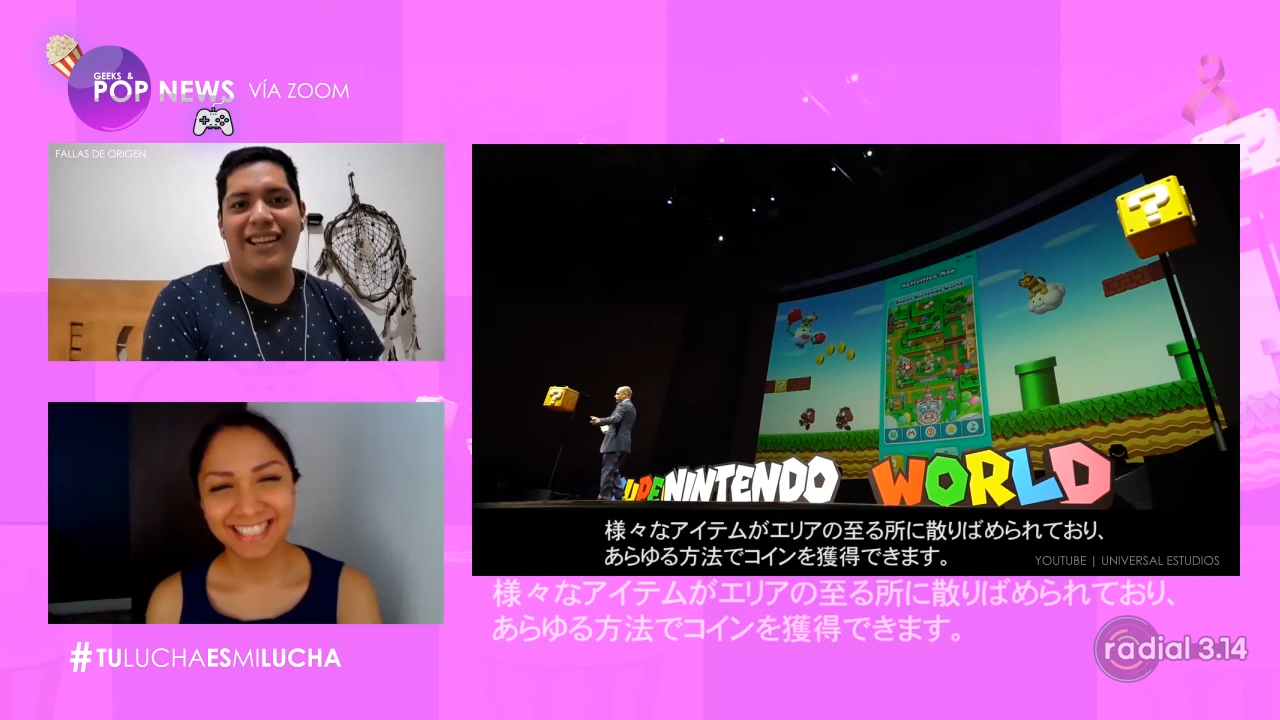 GEEKS &
POP NEWS VÍA ZOOM
FALLAS DE ORIGEN
Activities Map
Super Nintendo World
?
?
NINTENDO WORLD
様々なアイテムがエリアの至る所に散りばめられており、
あらゆる方法でコインを獲得できます。
YOUTUBE | UNIVERSAL ESTUDIOS
様々なアイテムがエリアの至る所に散りばめられており、
あらゆる方法でコインを獲得できます。
#TULUCHAESMILUCHA
radial 3.14